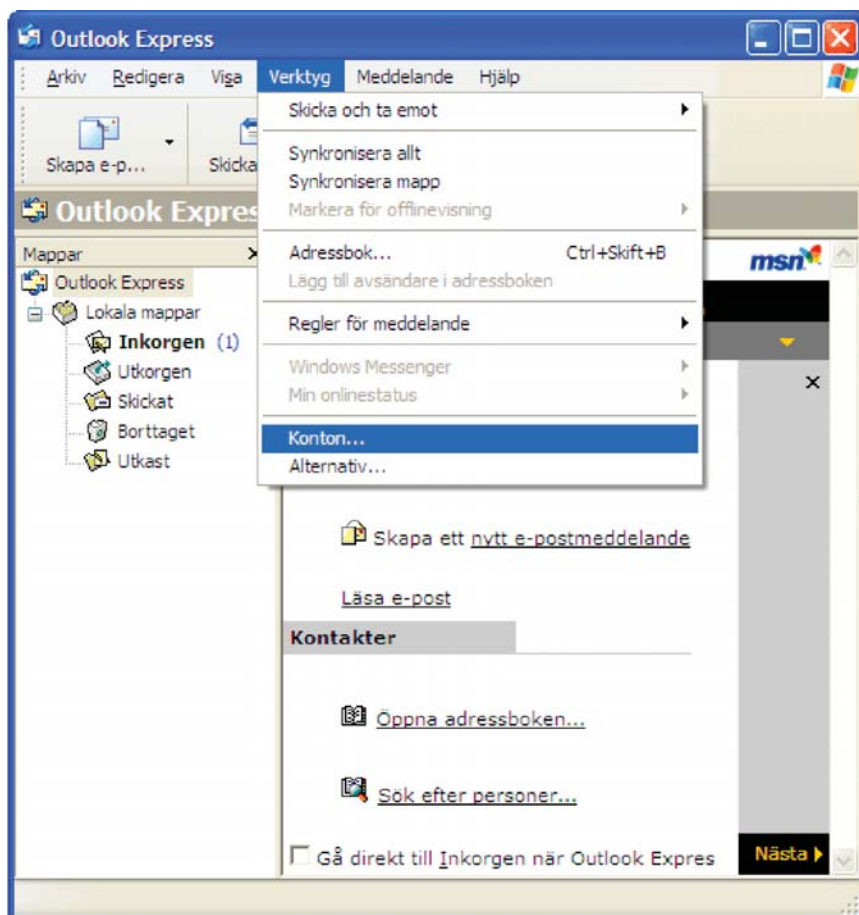 Outlook Express
Arkiv Redigera Visa Verktyg Meddelande Hjälp
Skapa e-p... Skicka
Outlook Expres
Skicka och ta emot
Synkronisera allt
Synkronisera mapp
Markera för offlinevisning
Adressbok... Ctrl+Skift+B
Lägg till avsändare i adressboken
Regler för meddelande
Windows Messenger
Min onlinestatus
Konton...
Alternativ...
Mappar
Outlook Express
Lokala mappar
Inkorgen (1)
Utkorgen
Skickat
Borttaget
Utkast
msn
Skapa ett nytt e-postmeddelande
Läsa e-post
Kontakter
Öppna adressboken...
Sök efter personer...
Gå direkt till Inkorgen när Outlook Expres
Nästa